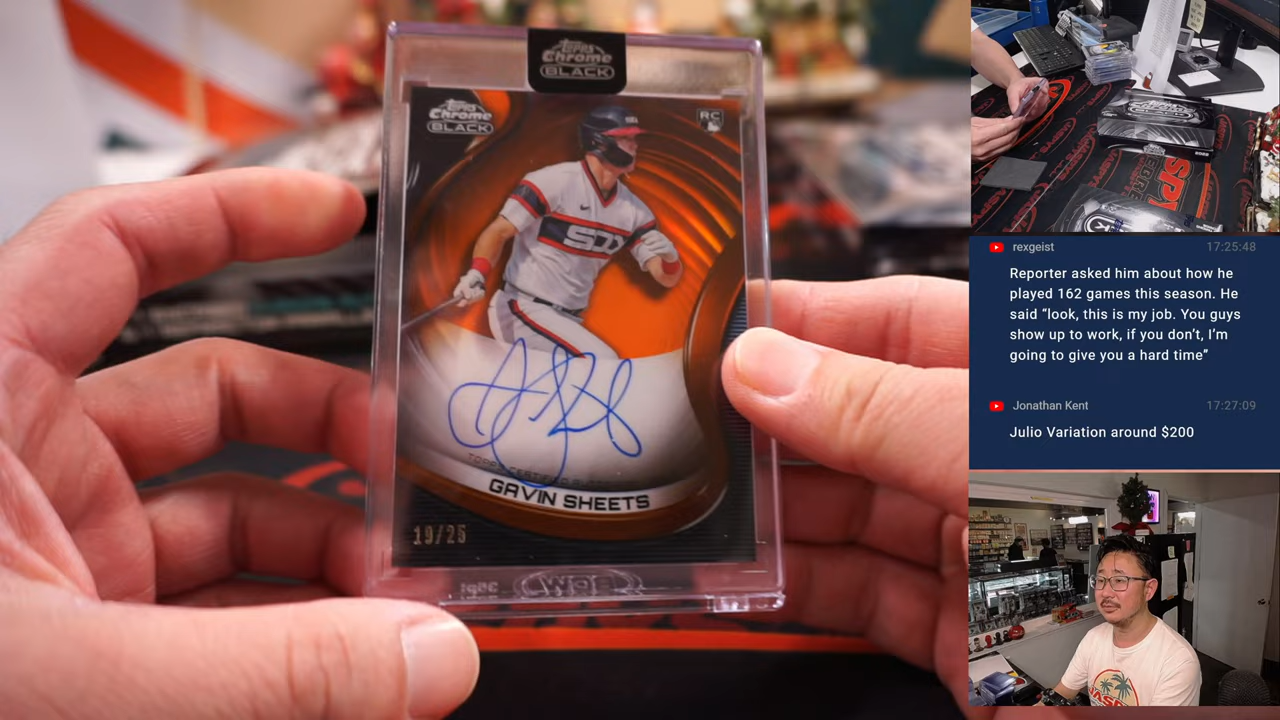 Topps
Chrome
BLACK
Topps
Chrome
BLACK
RC
SOX
TOPPS CERTIFIED
GAVIN SHEETS
19/25
rexgeist 17:25:48
Reporter asked him about how he
played 162 games this season. He
said “look, this is my job. You guys
show up to work, if you don’t, I’m
going to give you a hard time”
Jonathan Kent 17:27:09
Julio Variation around $200